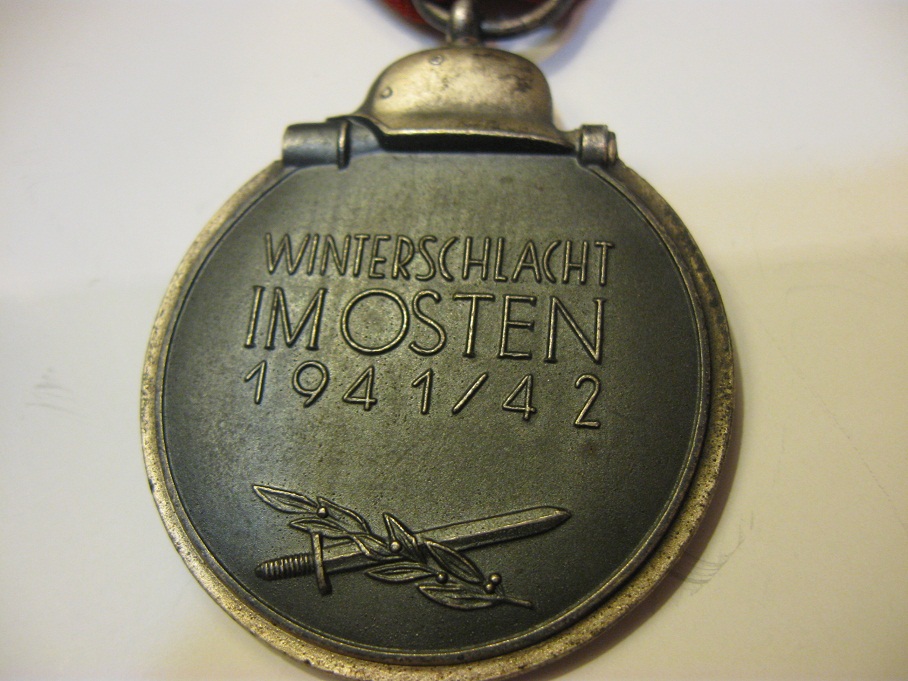 WINTERSCHLACHT
IM OSTEN
1941/42